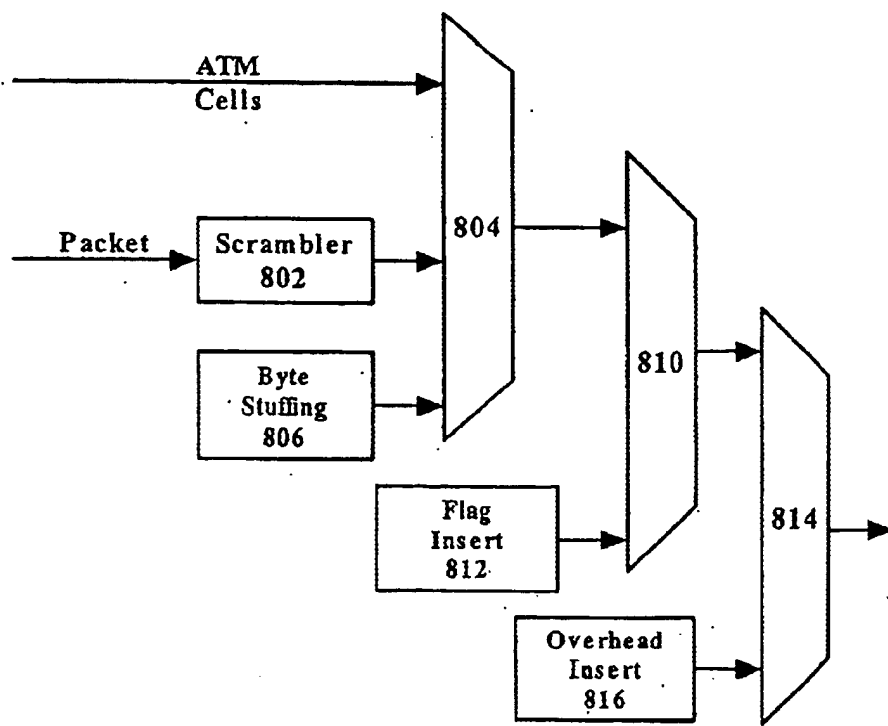 ATM
Cells
804
Packet
Scrambler
802
Byte
Stuffing
806
810
Flag
Insert
812
814
Overhead
Insert
816